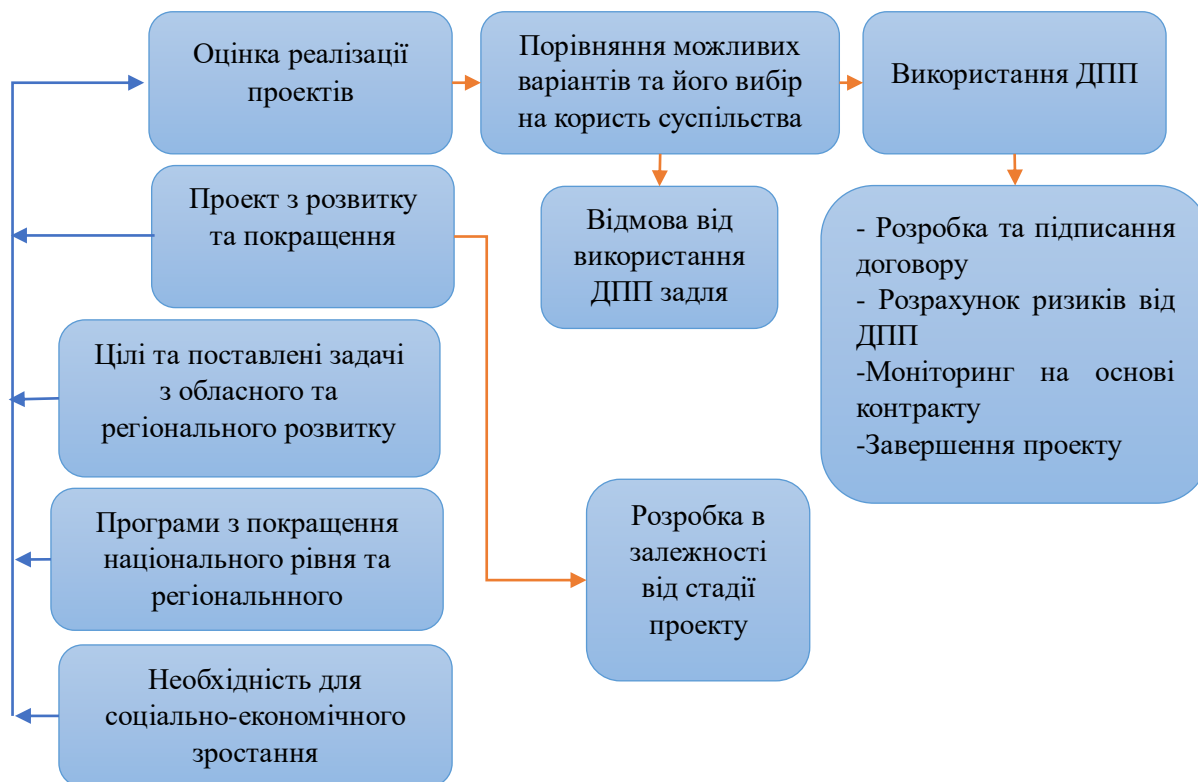 Оцінка реалізації
проектів
Порівняння можливих
варіантів та його вибір
на користь суспільства
Використання ДПП
Проект з розвитку
та покращення
Відмова від
використання
ДПП задля
- Розробка та підписання
договору
- Розрахунок ризиків від
ДПП
-Моніторинг на основі
контракту
-Завершення проекту
Цілі та поставлені задачі
з обласного та
регіонального розвитку
Програми з покращення
національного рівня та
регіональнного
Розробка в
залежності
від стадії
проекту
Необхідність для
соціально-економічного
зростання